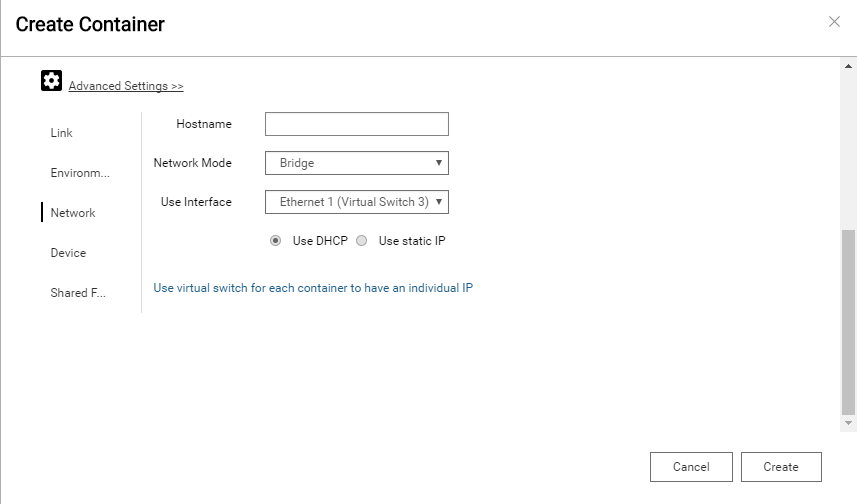 Create Container
Advanced Settings >>
Link
Environm...
Network
Device
Shared F...
Hostname
Network Mode
Bridge
Use Interface
Ethernet 1 (Virtual Switch 3)
Use DHCP
Use static IP
Use virtual switch for each container to have an individual IP
Cancel
Create